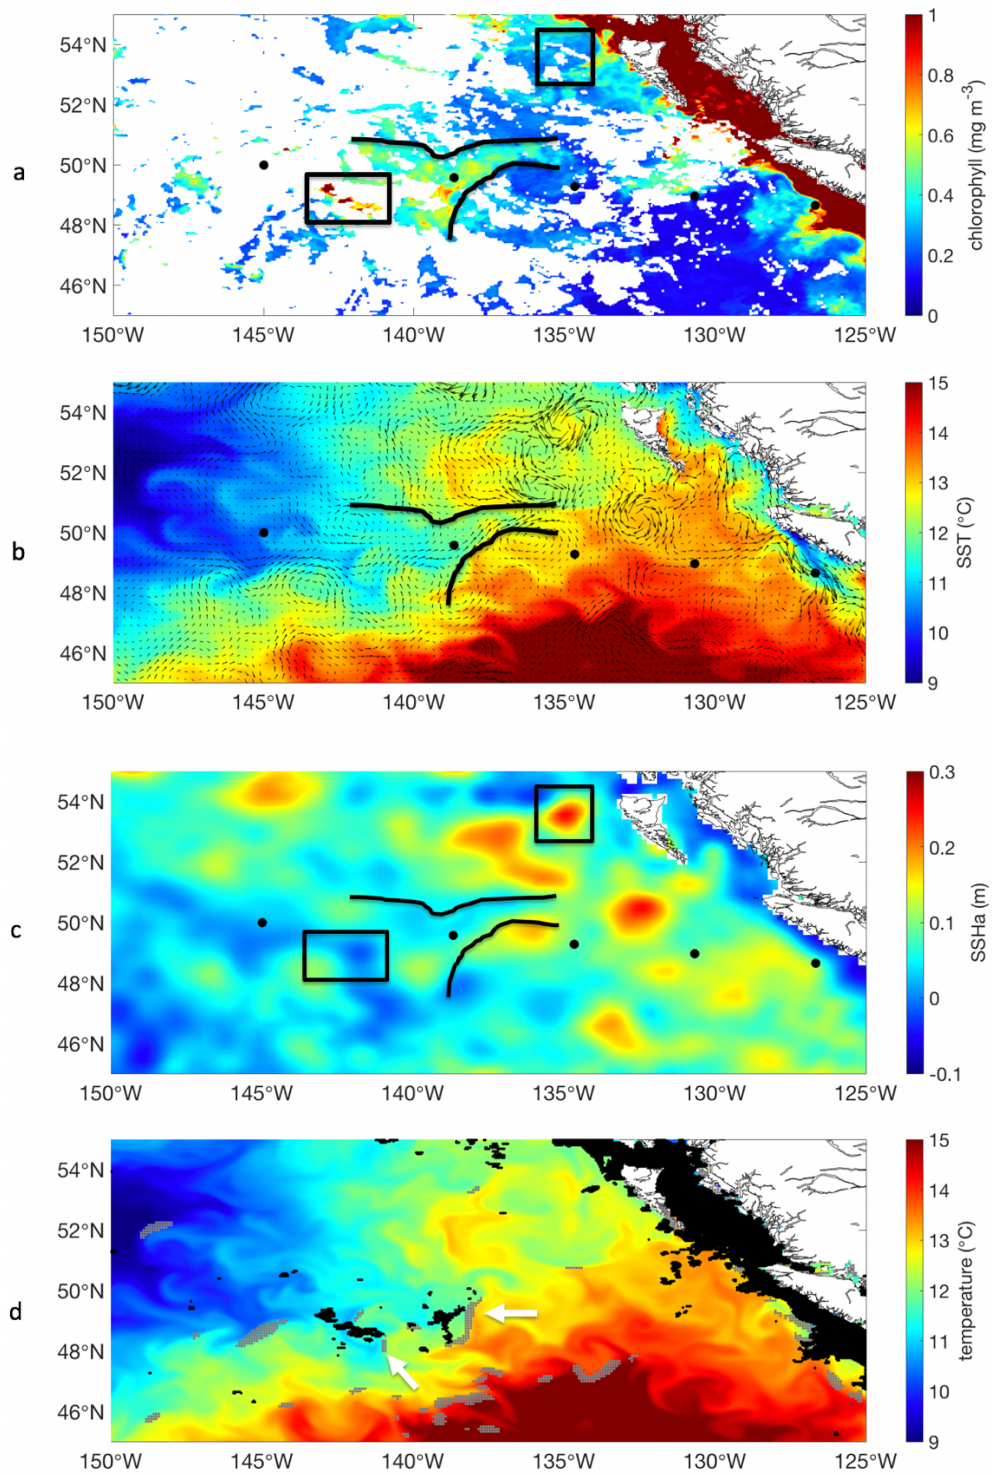 a
54°N
52°N
50°N
48°N
46°N
150°W 145°W 140°W 135°W 130°W 125°W
1
0.8
0.6
0.4
0.2
0
chlorophyll (mg m-3)
b
54°N
52°N
50°N
48°N
46°N
150°W 145°W 140°W 135°W 130°W 125°W
15
14
13
12
11
10
9
SST (°C)
c
54°N
52°N
50°N
48°N
46°N
150°W 145°W 140°W 135°W 130°W 125°W
0.3
0.2
0.1
0
-0.1
SSHa (m)
d
54°N
52°N
50°N
48°N
46°N
150°W 145°W 140°W 135°W 130°W 125°W
15
14
13
12
11
10
9
temperature (°C)